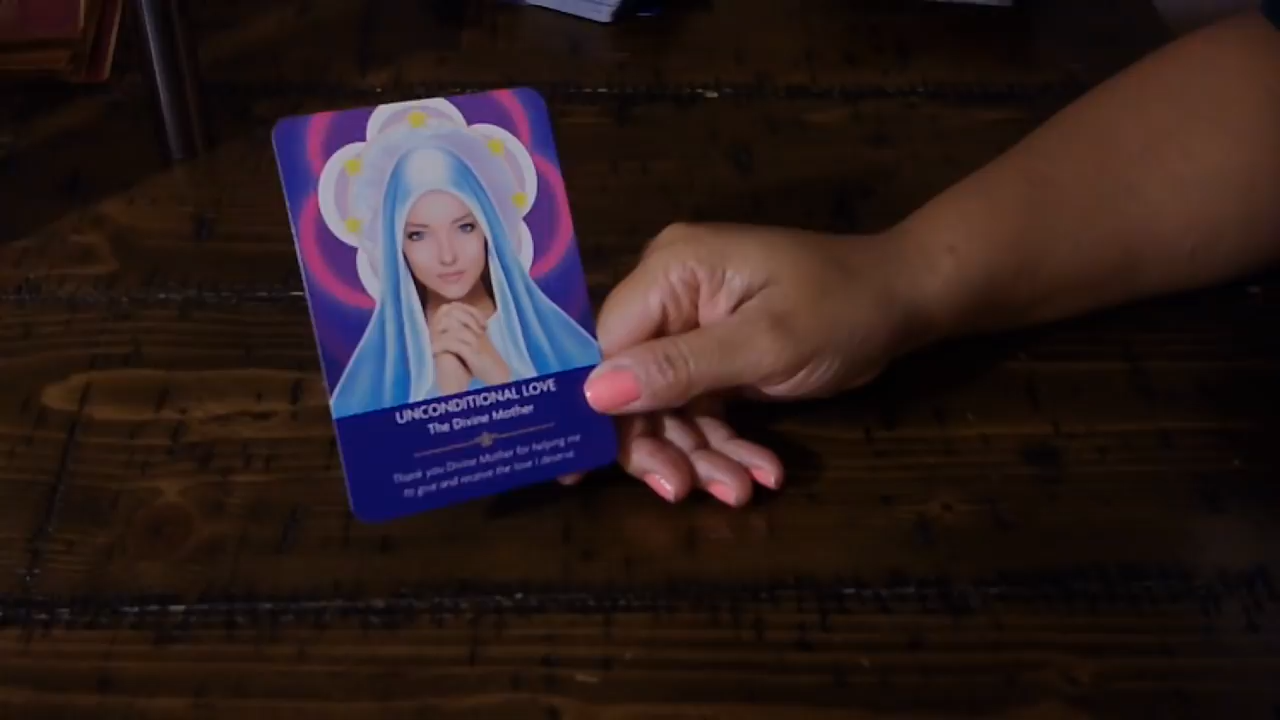 UNCONDITIONAL LOVE
The Divine Mother
Thank you Divine Mother for helping me
to give and receive the love I deserve